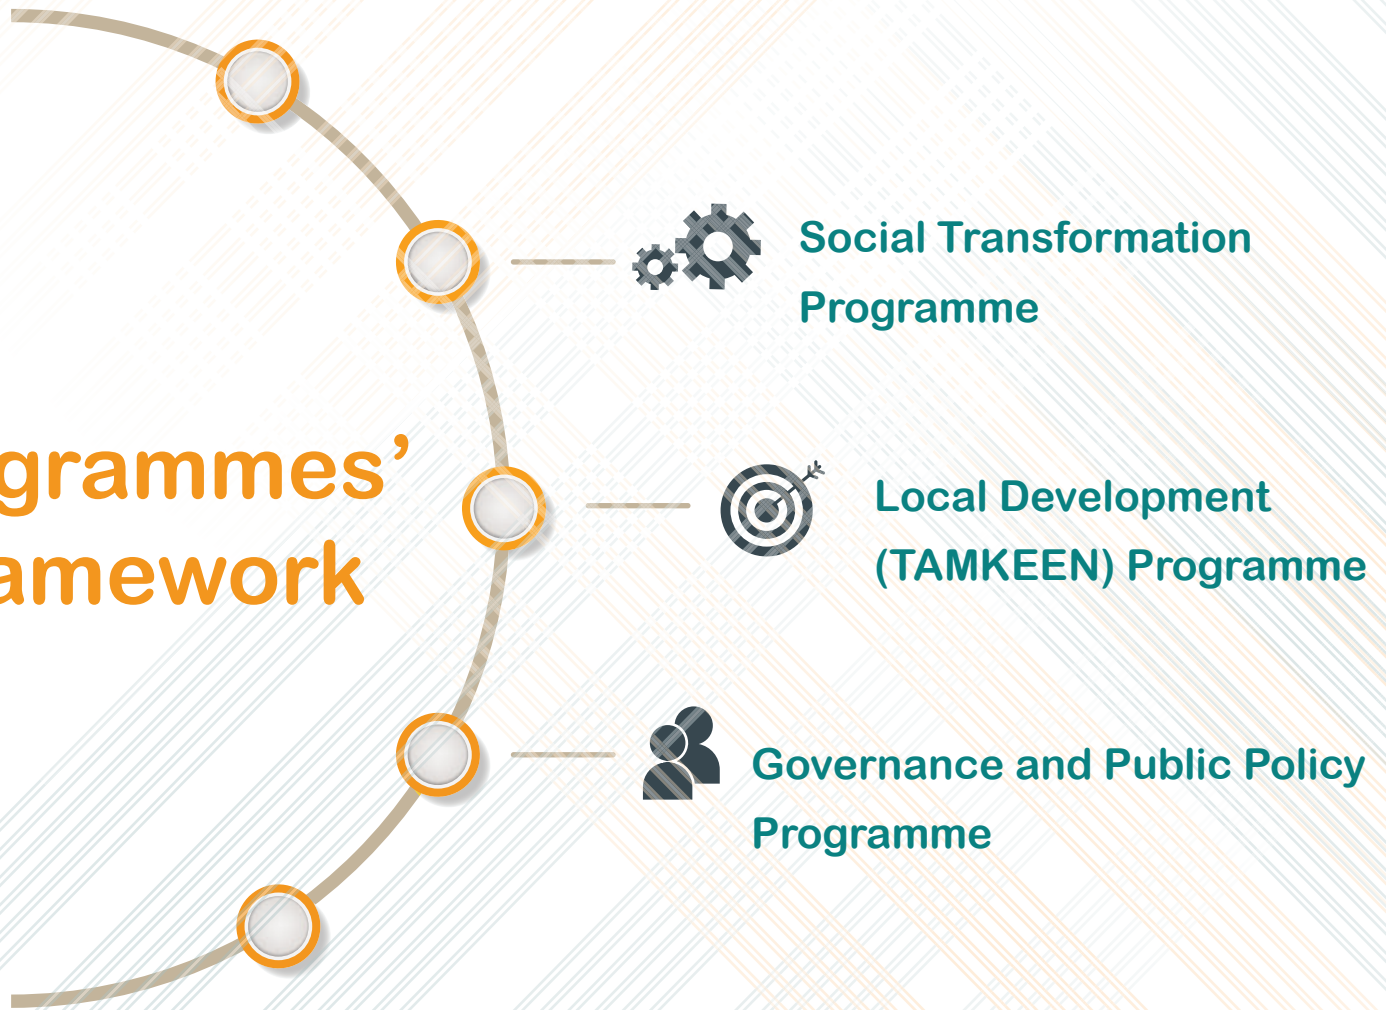 grammes’
amework
Social Transformation
Programme
Local Development
(TAMKEEN) Programme
Governance and Public Policy
Programme